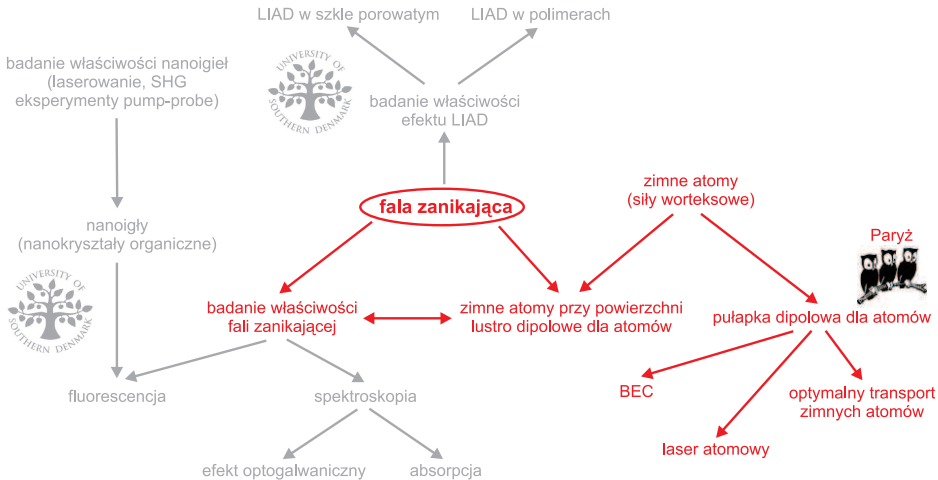 LIAD w szkle porowatym
LIAD w polimerach
badanie właściwości nanoigieł
(laserowanie, SHG
eksperymenty pump-probe)
UNIVERSITY OF
SOUTHERN DENMARK
badanie właściwości
efektu LIAD
fala zanikająca
zimne atomy
(siły worteksowe)
nanoigły
(nanokryształy organiczne)
Paryż
UNIVERSITY OF
SOUTHERN DENMARK
badanie właściwości
fali zanikającej
zimne atomy przy powierzchni
lustro dipolowe dla atomów
pułapka dipolowa dla atomów
fluorescencja
spektroskopia
BEC
optymalny transport
zimnych atomów
laser atomowy
efekt optogalwaniczny
absorpcja